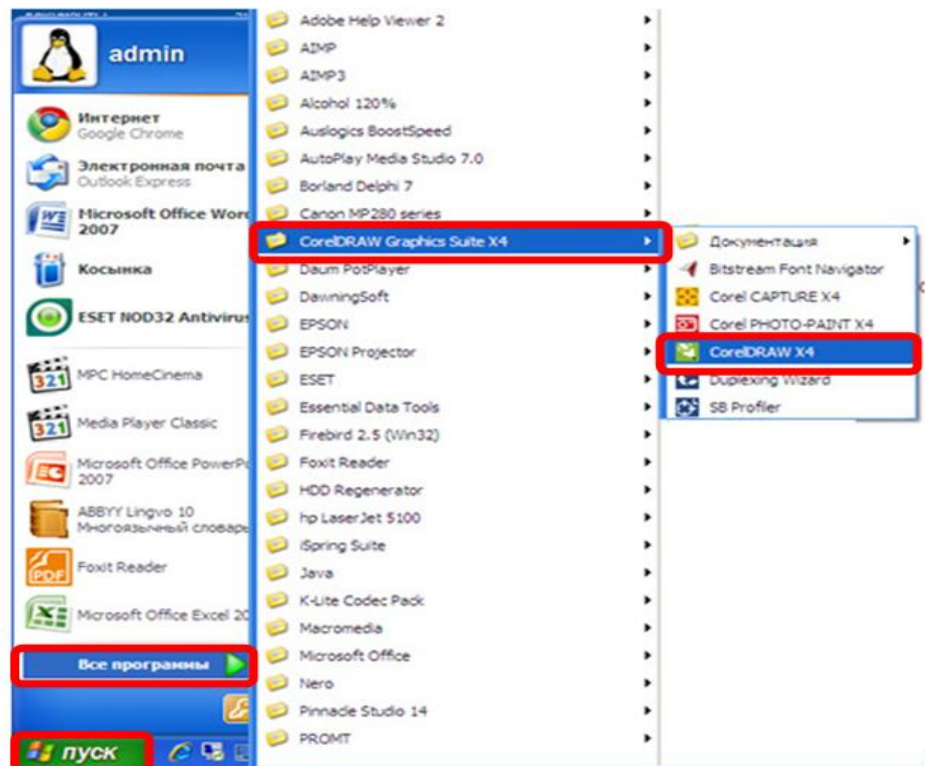 admin
Интернет
Google Chrome
Электронная почта
Outlook Express
Microsoft Office Word
2007
Косынка
ESET NOD32 Antivirus
MPC HomeCinema
Media Player Classic
Microsoft Office PowerPo
2007
ABBYY Lingvo 10
Многоязычный словарь
Foxit Reader
Microsoft Office Excel 20
Все программы
пуск
Adobe Help Viewer 2
AIMP
AIMP3
Alcohol 120%
Auslogics BoostSpeed
AutoPlay Media Studio 7.0
Borland Delphi 7
Canon MP280 series
CorelDRAW Graphics Suite X4
Daum PotPlayer
DawningSoft
EPSON
EPSON Projector
ESET
Essential Data Tools
Firebird 2.5 (Win32)
Foxit Reader
HDD Regenerator
hp LaserJet 5100
iSpring Suite
Java
K-Lite Codec Pack
Macromedia
Microsoft Office
Nero
Pinnacle Studio 14
PROMT
Документация
Bitstream Font Navigator
Corel CAPTURE X4
Corel PHOTO-PAINT X4
CorelDRAW X4
Duplexing Wizard
SB Profiler